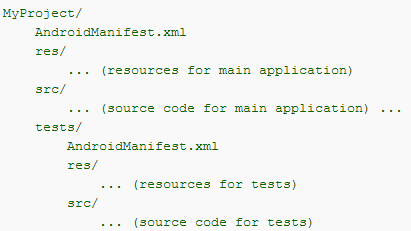 MyProject/
    AndroidManifest.xml
    res/
        ... (resources for main application)
    src/
        ... (source code for main application) ...
    tests/
        AndroidManifest.xml
        res/
            ... (resources for tests)
        src/
            ... (source code for tests)